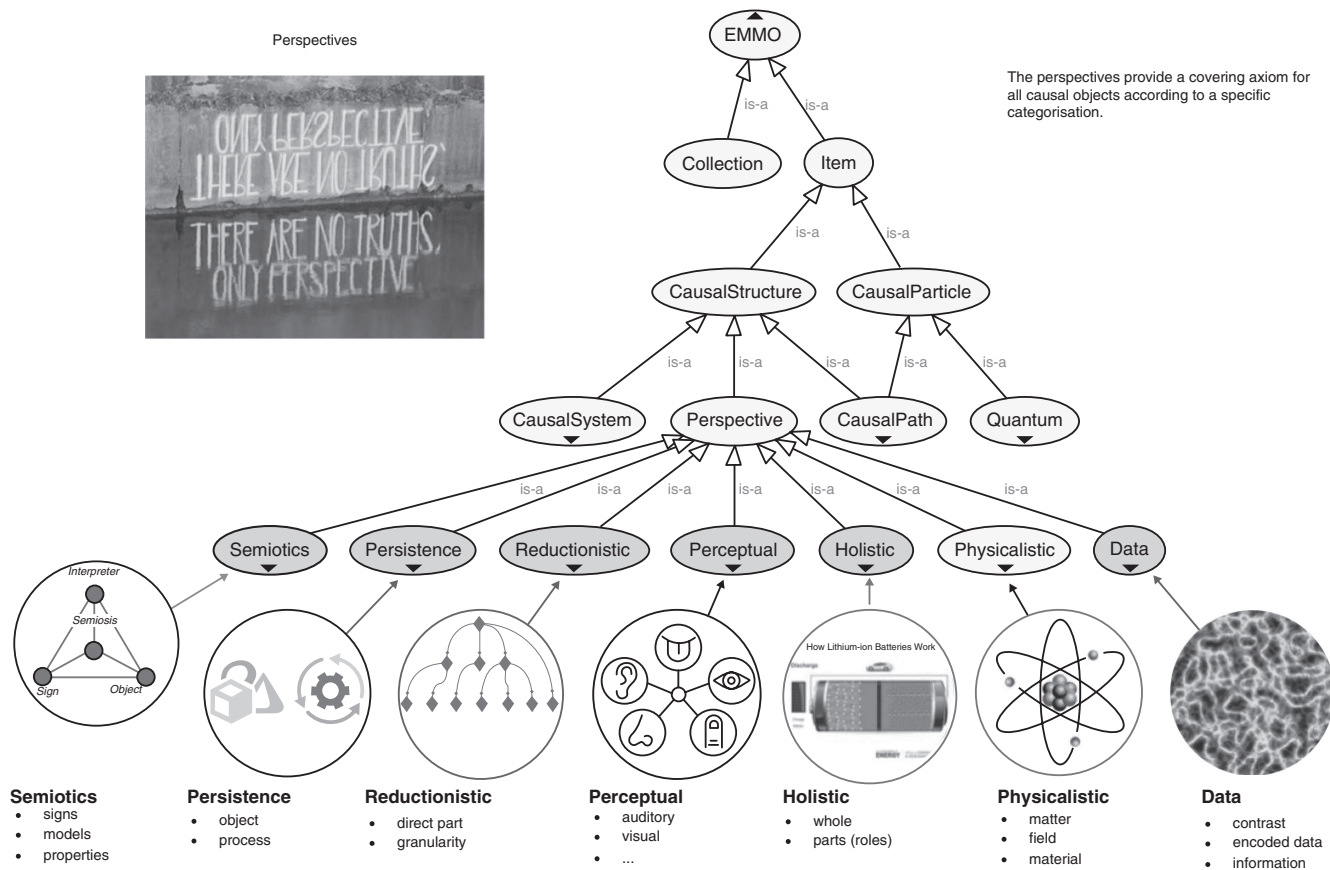 Perspectives
ONLY PERSPECTIVE
THERE ARE NO TRUTHS,
THERE ARE NO TRUTHS,
ONLY PERSPECTIVE
EMMO
The perspectives provide a covering axiom for
all causal objects according to a specific
categorisation.
is-a
is-a
Collection
Item
is-a
is-a
CausalStructure
CausalParticle
is-a
is-a
is-a
is-a
is-a
CausalSystem
Perspective
CausalPath
Quantum
is-a
is-a
is-a
is-a
is-a
is-a
is-a
Semiotics
Persistence
Reductionistic
Perceptual
Holistic
Physicalistic
Data
Interpreter
Semiosis
Sign
Object
How Lithium-ion Batteries Work
Discharge
ENERGY
Semiotics
• signs
• models
• properties
Persistence
• object
• process
Reductionistic
• direct part
• granularity
Perceptual
• auditory
• visual
• ...
Holistic
• whole
• parts (roles)
Physicalistic
• matter
• field
• material
Data
• contrast
• encoded data
• information